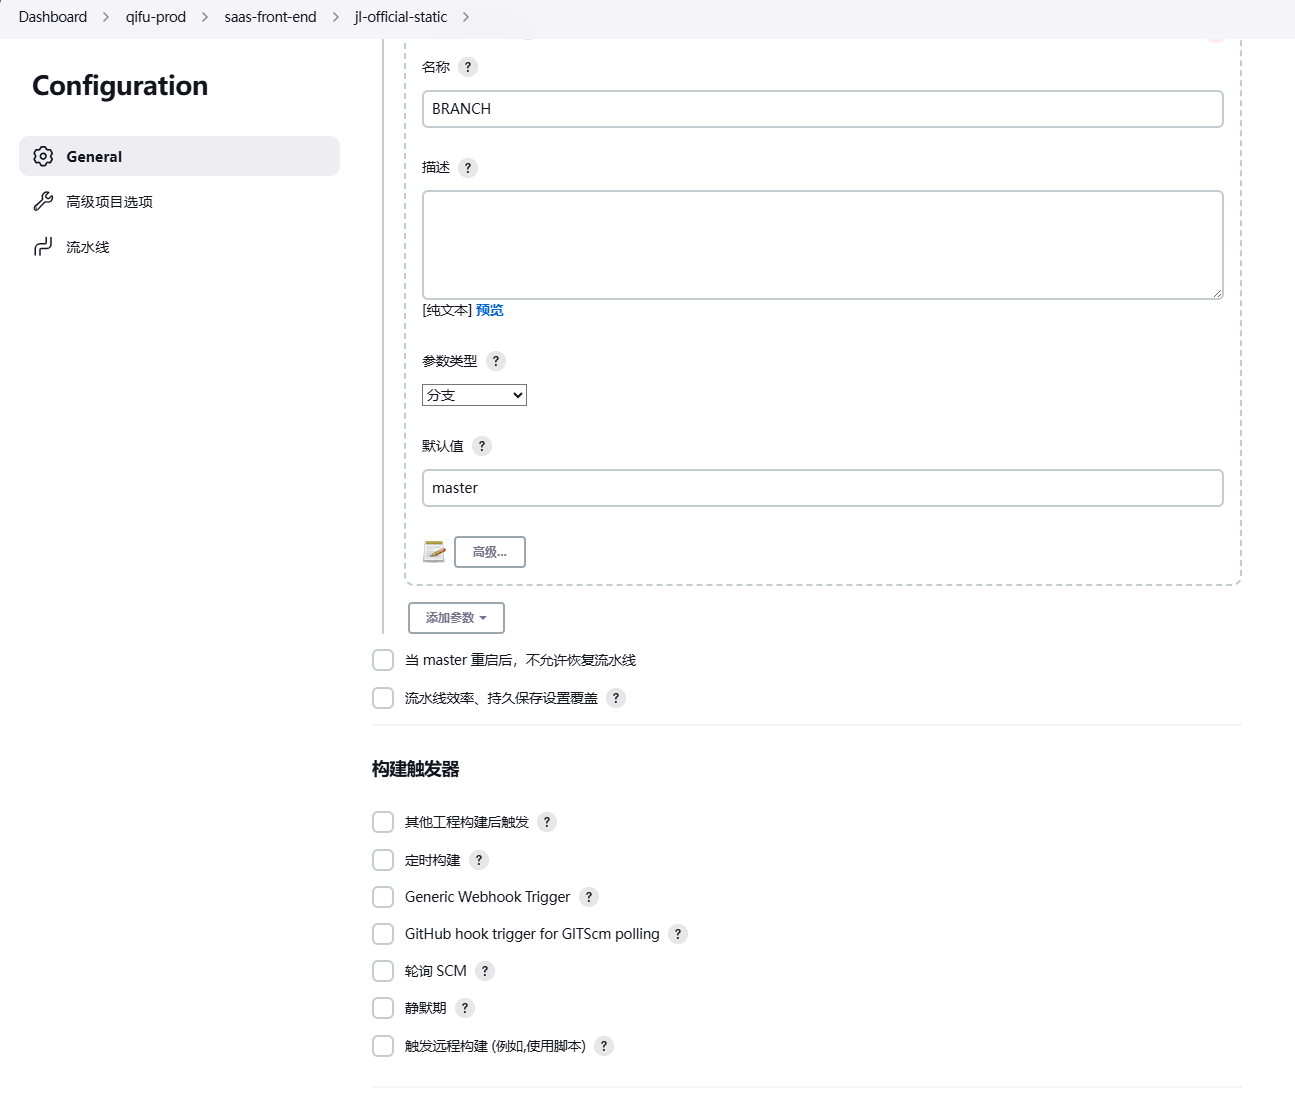 Dashboard > qifu-prod > saas-front-end > jl-official-static >
Configuration
General
高级项目选项
流水线
名称 ?
BRANCH
描述 ?
[纯文本] 预览
参数类型 ?
分支
默认值 ?
master
高级...
添加参数
当 master 重启后，不允许恢复流水线
流水线效率、持久保存设置覆盖 ?
构建触发器
其他工程构建后触发 ?
定时构建 ?
Generic Webhook Trigger ?
GitHub hook trigger for GITScm polling ?
轮询 SCM ?
静默期 ?
触发远程构建 (例如,使用脚本) ?